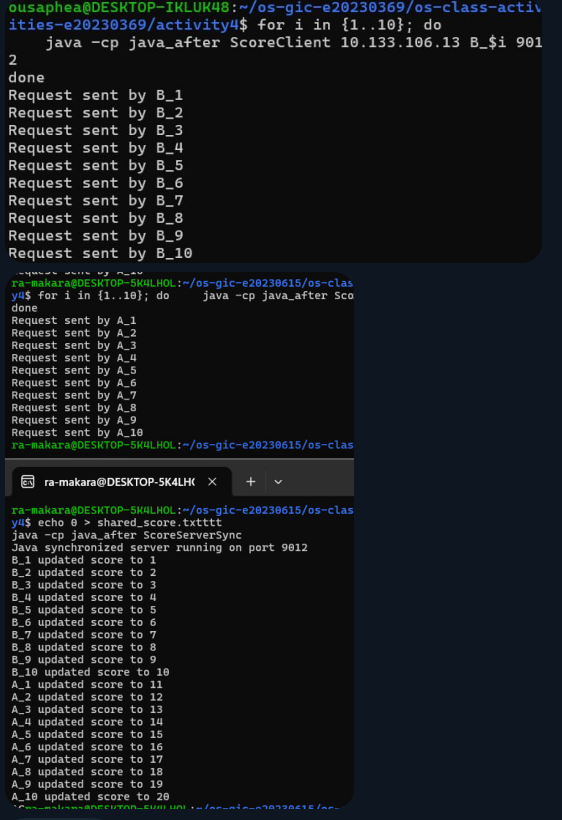 ousaphea@DESKTOP-IKLUK48:~/os-gic-e20230369/os-class-activ
ities-e20230369/activity4$ for i in {1..10}; do
java -cp java_after ScoreClient 10.133.106.13 B_$i 901
2
done
Request sent by B_1
Request sent by B_2
Request sent by B_3
Request sent by B_4
Request sent by B_5
Request sent by B_6
Request sent by B_7
Request sent by B_8
Request sent by B_9
Request sent by B_10
ra-makara@DESKTOP-5K4LHOL:~/os-gic-e20230615/os-clas
y4$ for i in {1..10}; do java -cp java_after Sco
done
Request sent by A_1
Request sent by A_2
Request sent by A_3
Request sent by A_4
Request sent by A_5
Request sent by A_6
Request sent by A_7
Request sent by A_8
Request sent by A_9
Request sent by A_10
ra-makara@DESKTOP-5K4LHOL:~/os-gic-e20230615/os-clas
ra-makara@DESKTOP-5K4LH
ra-makara@DESKTOP-5K4LHOL:~/os-gic-e20230615/os-clas
y4$ echo 0 > shared_score.txtttt
java -cp java_after ScoreServerSync
Java synchronized server running on port 9012
B_1 updated score to 1
B_2 updated score to 2
B_3 updated score to 3
B_4 updated score to 4
B_5 updated score to 5
B_6 updated score to 6
B_7 updated score to 7
B_8 updated score to 8
B_9 updated score to 9
B_10 updated score to 10
A_1 updated score to 11
A_2 updated score to 12
A_3 updated score to 13
A_4 updated score to 14
A_5 updated score to 15
A_6 updated score to 16
A_7 updated score to 17
A_8 updated score to 18
A_9 updated score to 19
A_10 updated score to 20